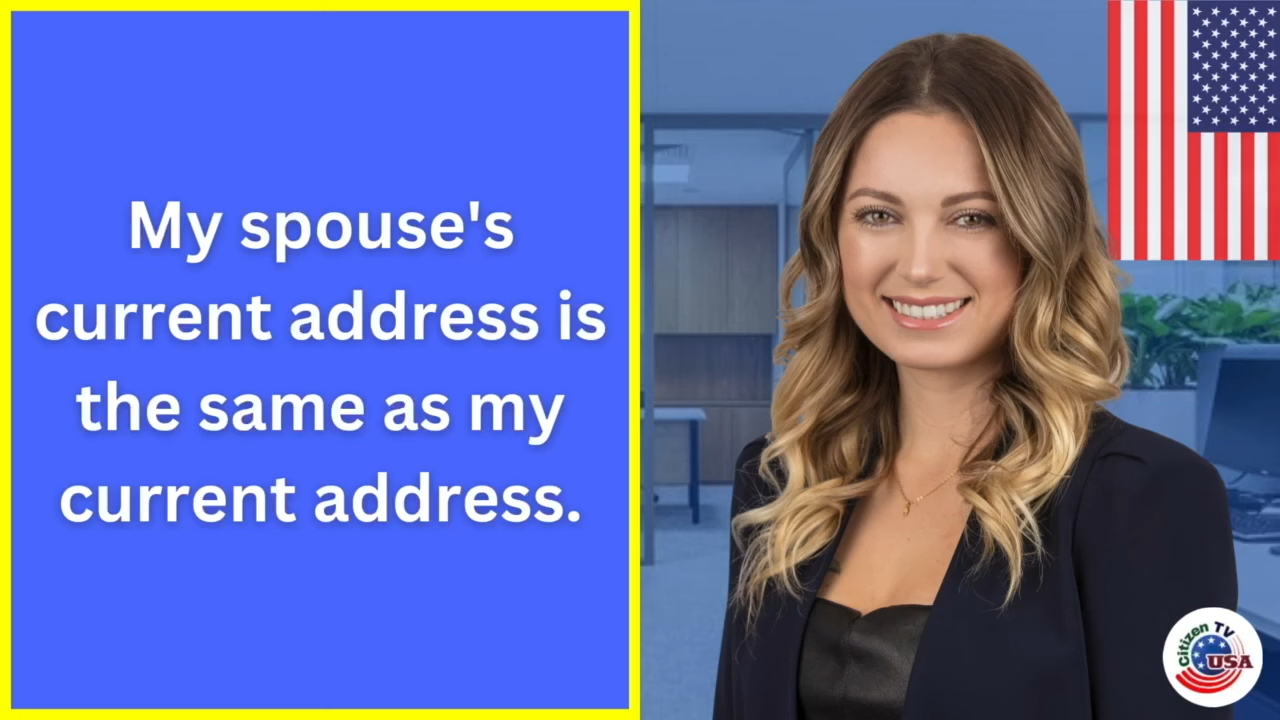 My spouse's
current address is
the same as my
current address.
Citizen TV
USA